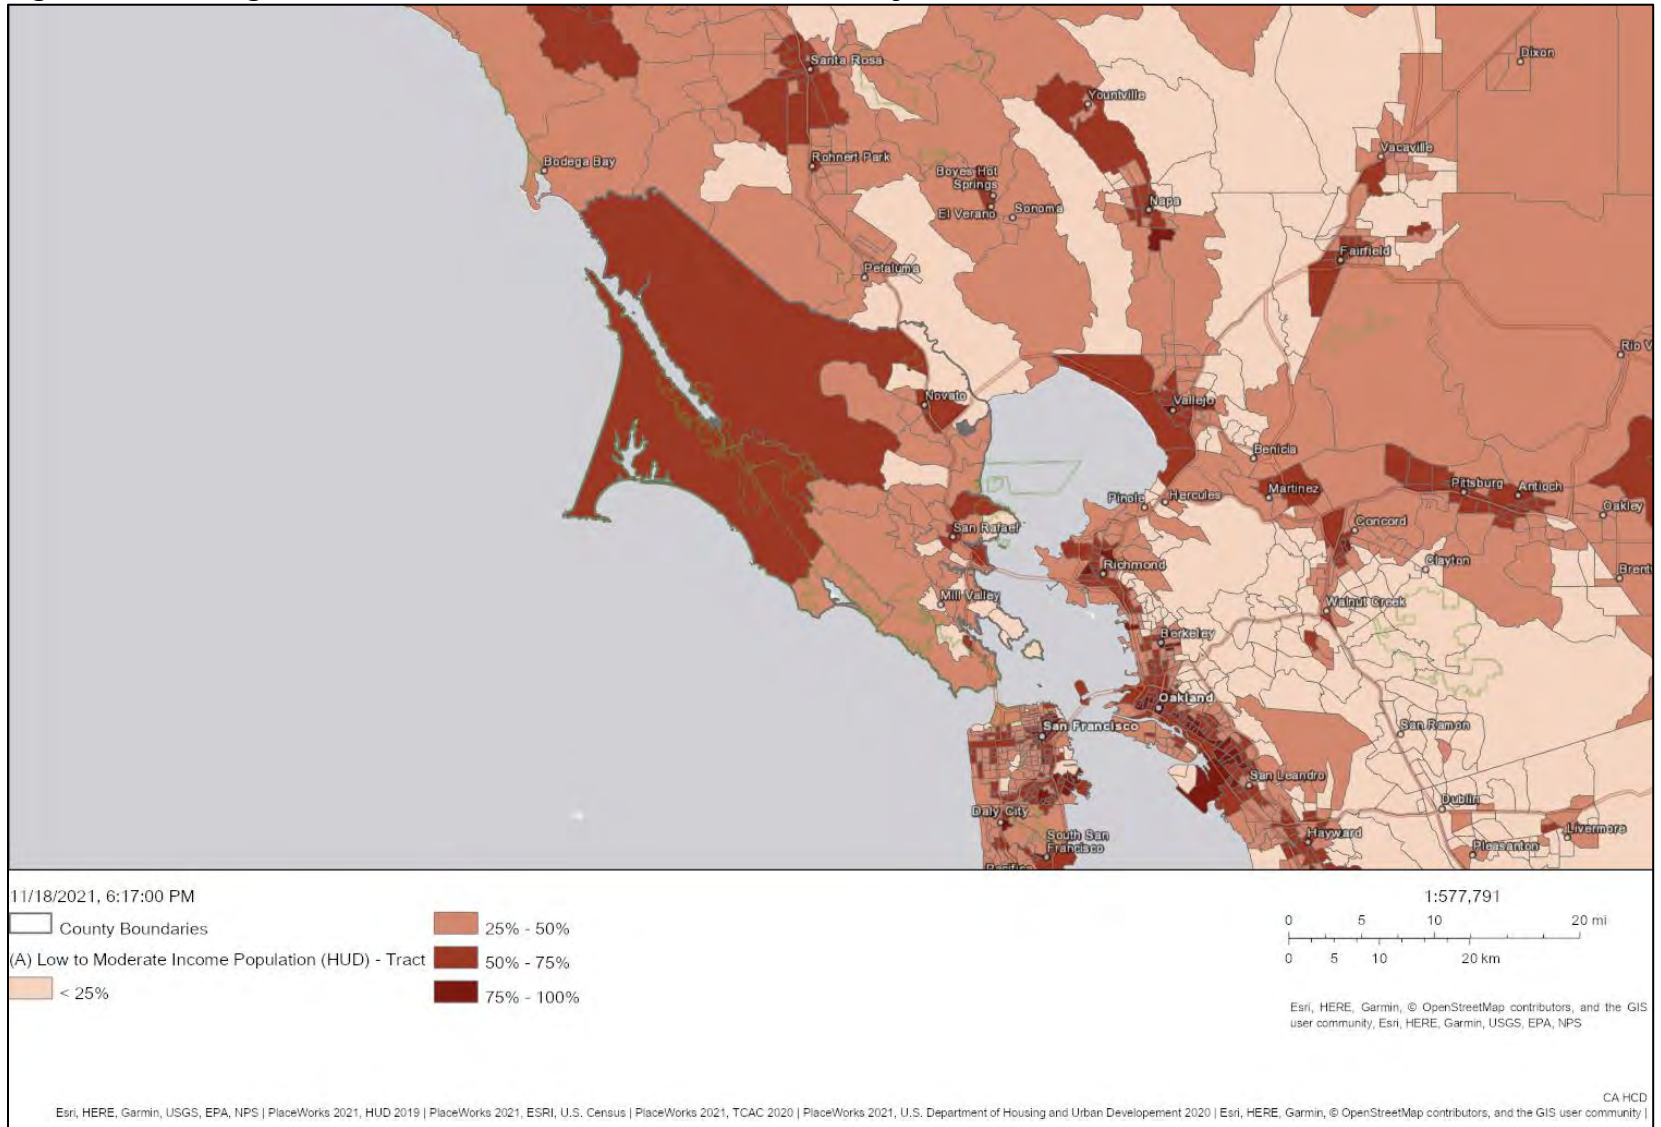 Dixon
Santa Rosa
Yountville
Vacaville
Bodega Bay
Rohnert Park
Boyes Hot
Springs
Napa
El Verano
Sonoma
Fairfield
Petaluma
Rio V
Novato
Vallejo
Benicia
Pinole
Hercules
Martinez
Pittsburg
Antioch
Oakley
San Rafael
Concord
Richmond
Clayton
Brent
Mill Valley
Walnut Creek
Berkeley
Oakland
San Francisco
San Ramon
San Leandro
Daly City
Dublin
South San
Francisco
Hayward
Livermore
Pleasanton
Pacifica
11/18/2021, 6:17:00 PM
County Boundaries
(A) Low to Moderate Income Population (HUD) - Tract
< 25%
25% - 50%
50% - 75%
75% - 100%
1:577,791
0 5 10 20 mi
0 5 10 20 km
Esri, HERE, Garmin, © OpenStreetMap contributors, and the GIS
user community, Esri, HERE, Garmin, USGS, EPA, NPS
CA HCD
Esri, HERE, Garmin, USGS, EPA, NPS | PlaceWorks 2021, HUD 2019 | PlaceWorks 2021, ESRI, U.S. Census | PlaceWorks 2021, TCAC 2020 | PlaceWorks 2021, U.S. Department of Housing and Urban Developement 2020 | Esri, HERE, Garmin, © OpenStreetMap contributors, and the GIS user community |